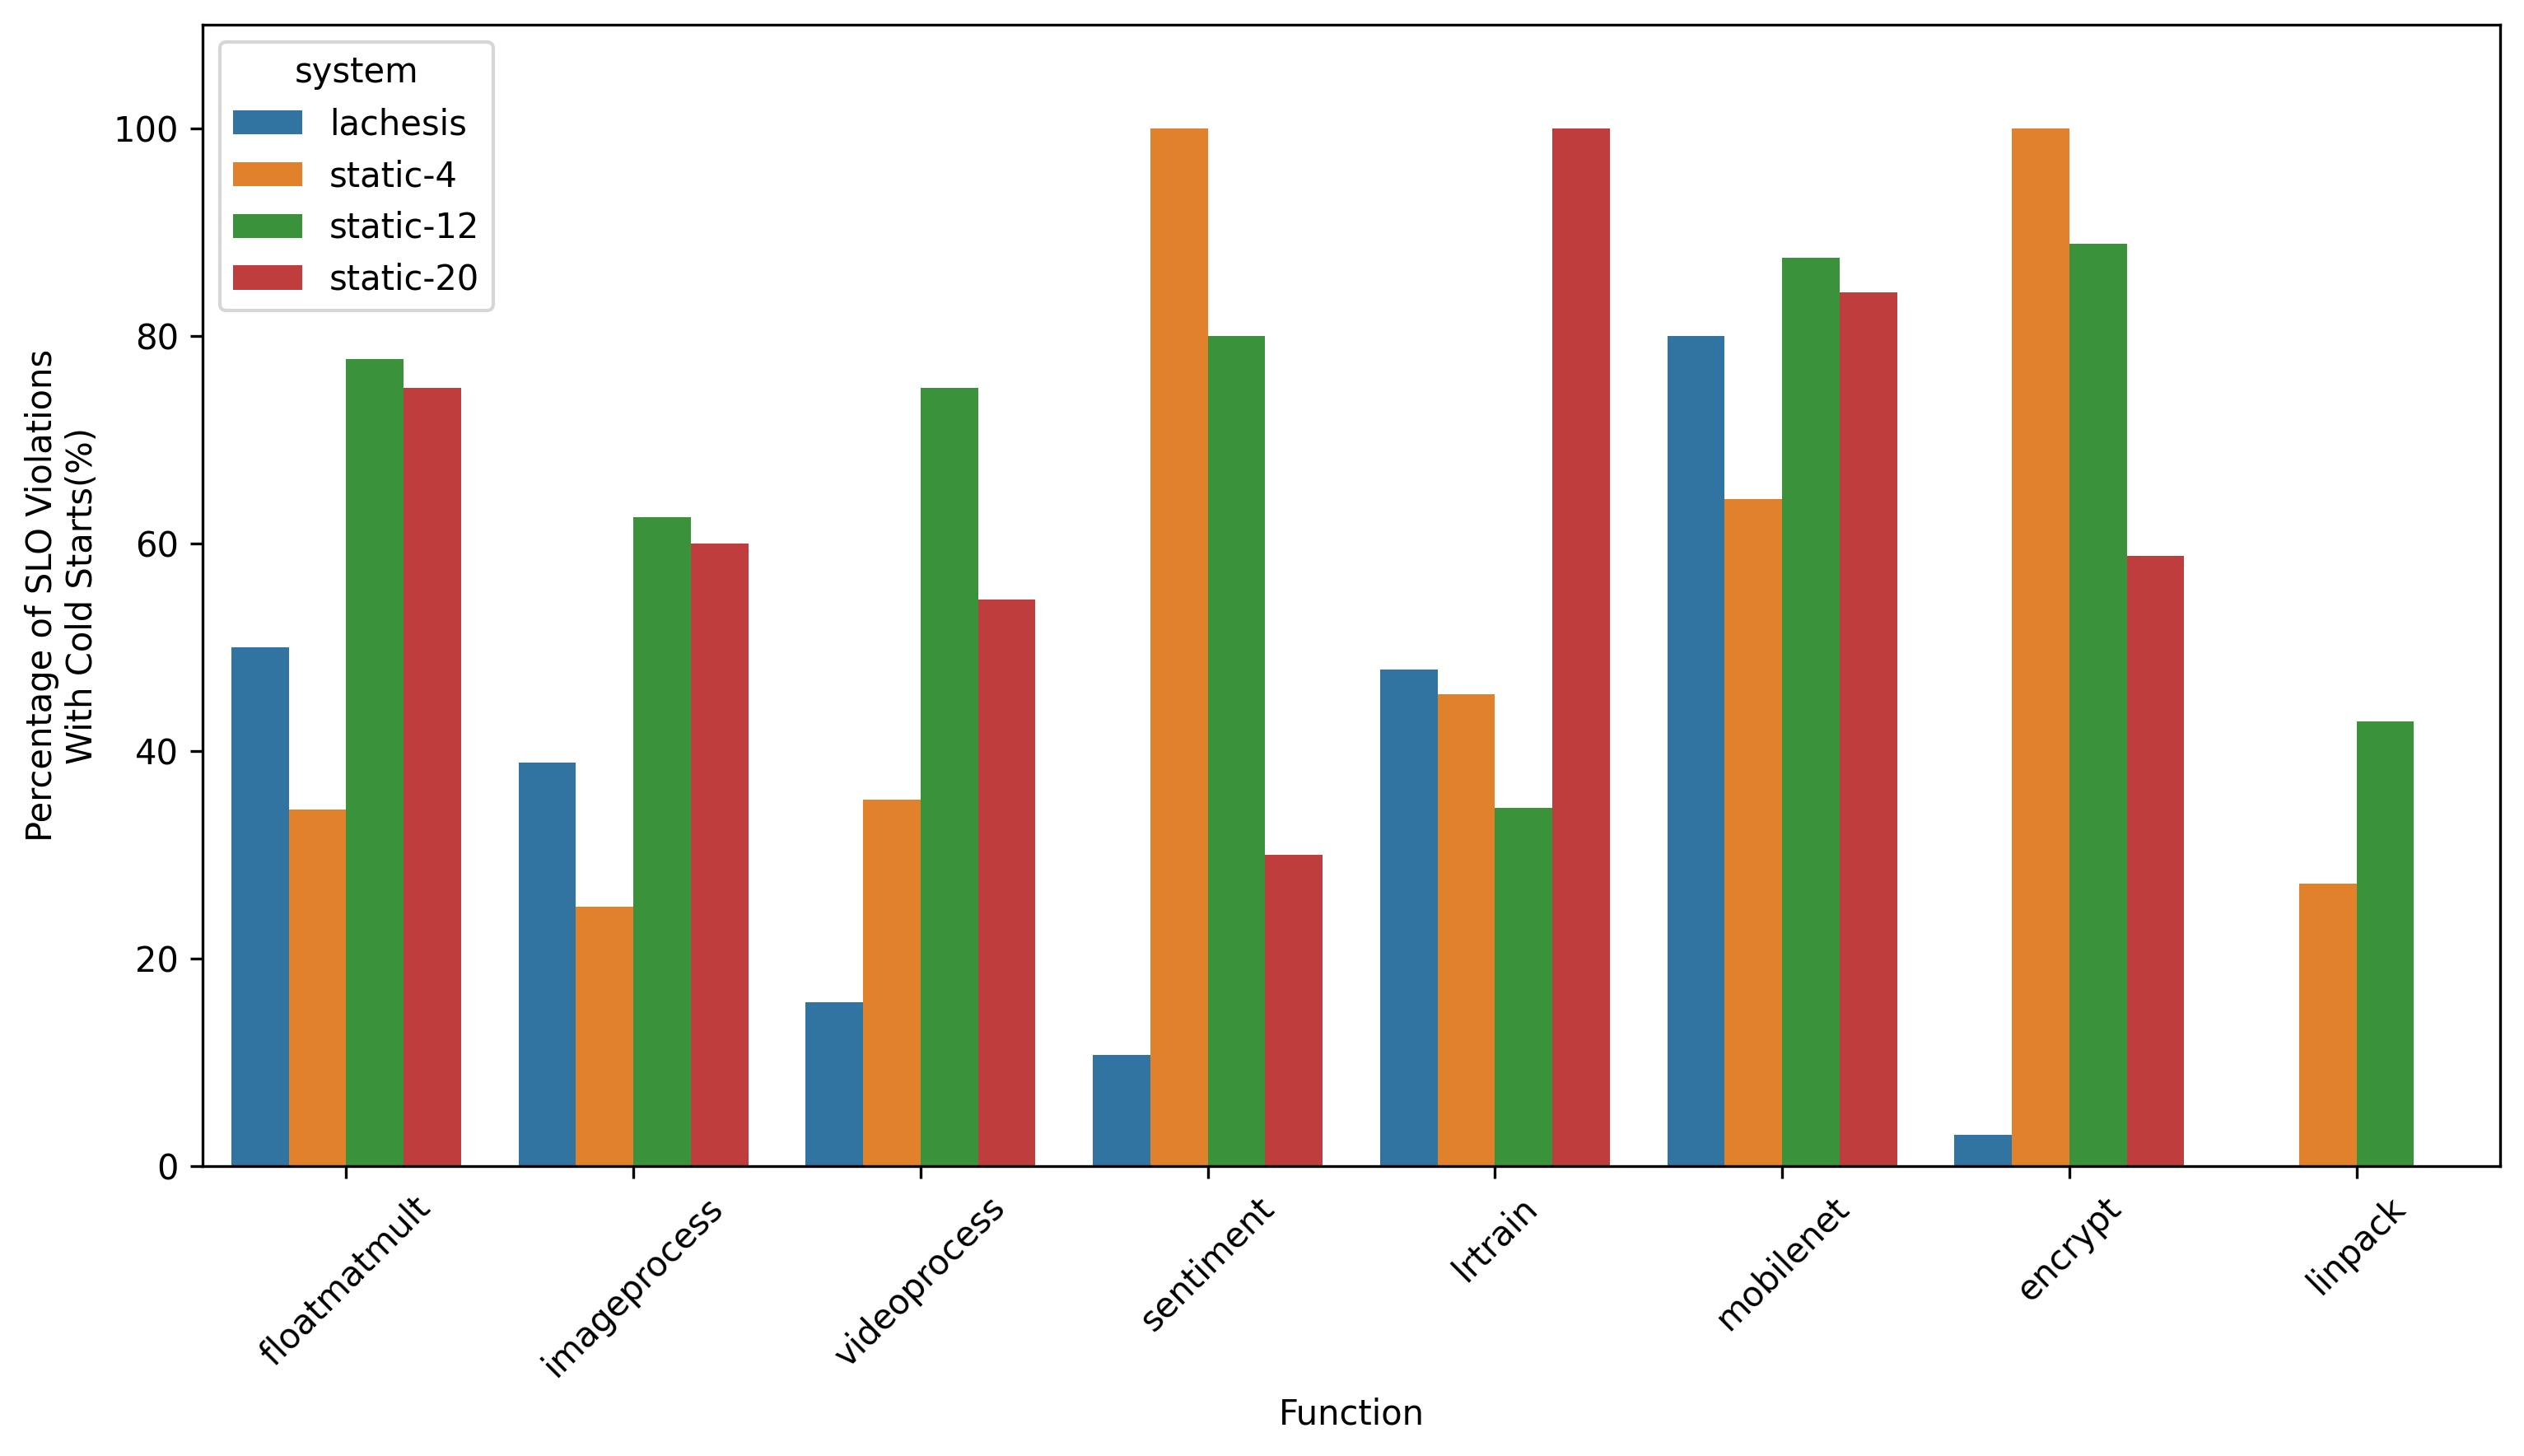 system
lachesis
static-4
static-12
static-20
Percentage of SLO Violations
With Cold Starts(%)
100
80
60
40
20
0
floatmatmult
imageprocess
videoprocess
sentiment
lrtrain
mobilenet
encrypt
linpack
Function